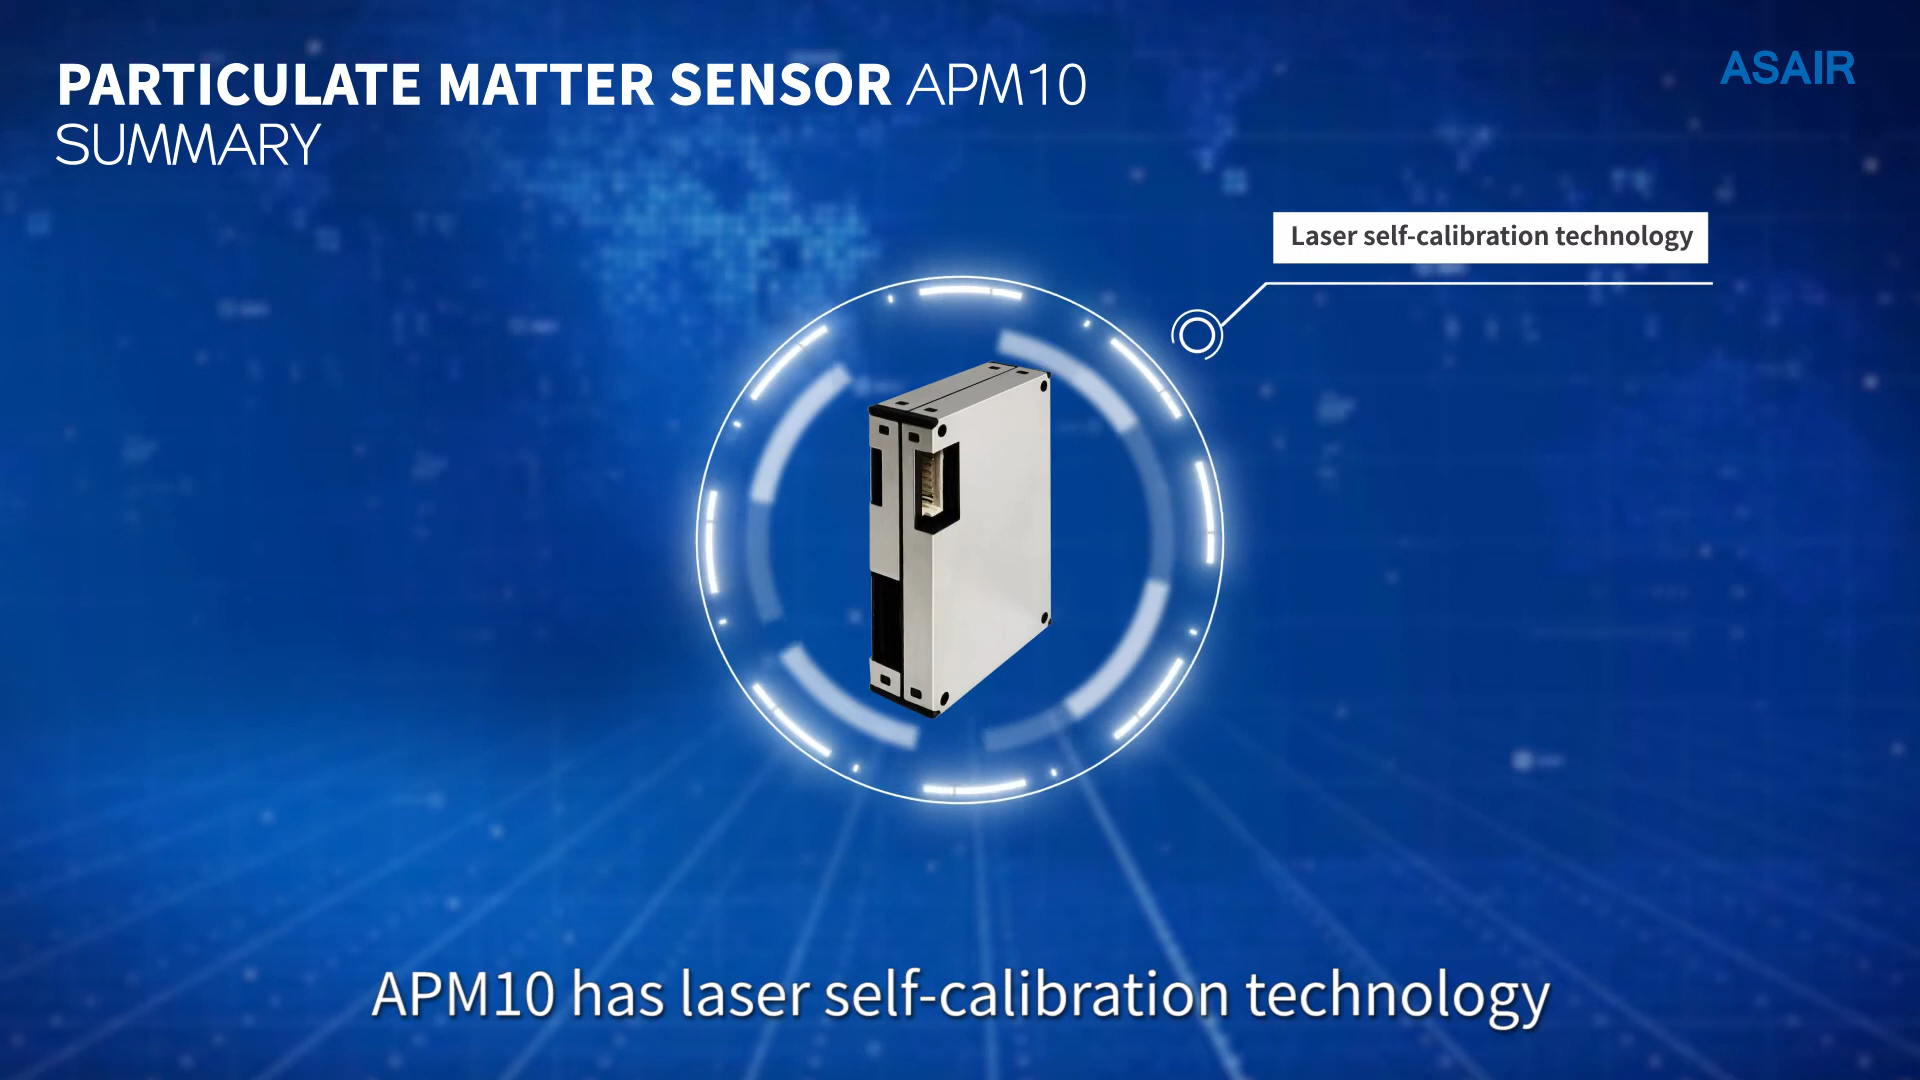 PARTICULATE MATTER SENSOR APM10
SUMMARY
ASAIR
Laser self-calibration technology
APM10 has laser self-calibration technology